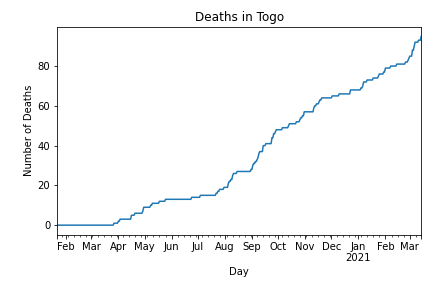 Deaths in Togo
Number of Deaths
80
60
40
20
0
Feb Mar Apr May Jun Jul Aug Sep Oct Nov Dec Jan Feb Mar
2021
Day